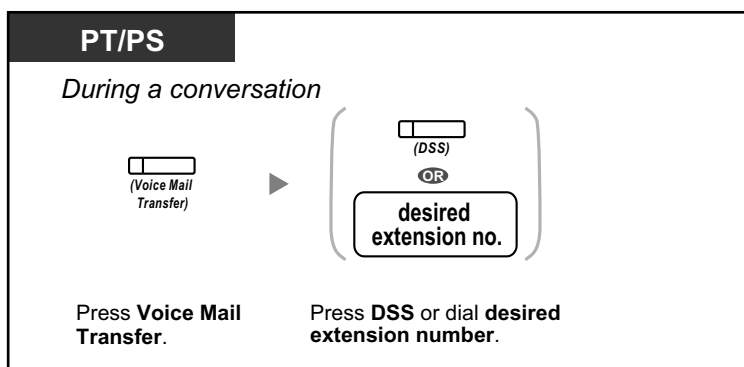 PT/PS
During a conversation
(Voice Mail
Transfer)
(DSS)
OR
desired
extension no.
Press Voice Mail
Transfer.
Press DSS or dial desired
extension number.